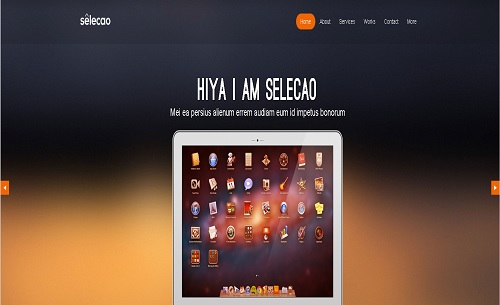 sêlecao
Home About Services Works Contact More
HIYA I AM SELECAO
Mei ea persius alienum errem audiam eum id impetus bonorum